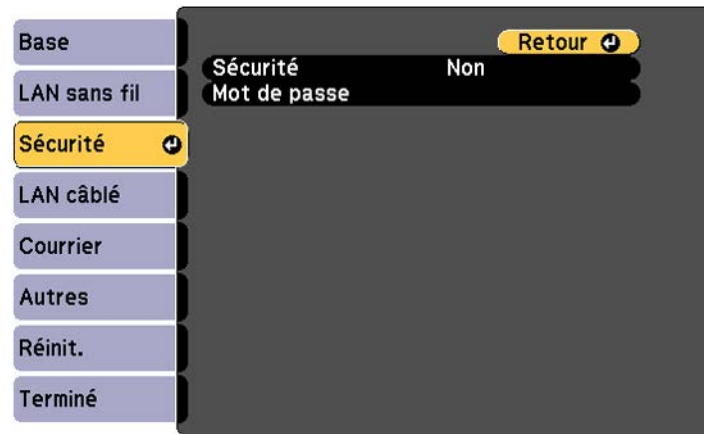 Base
LAN sans fil
Sécurité
LAN câblé
Courrier
Autres
Réinit.
Terminé
Retour
Sécurité Non
Mot de passe